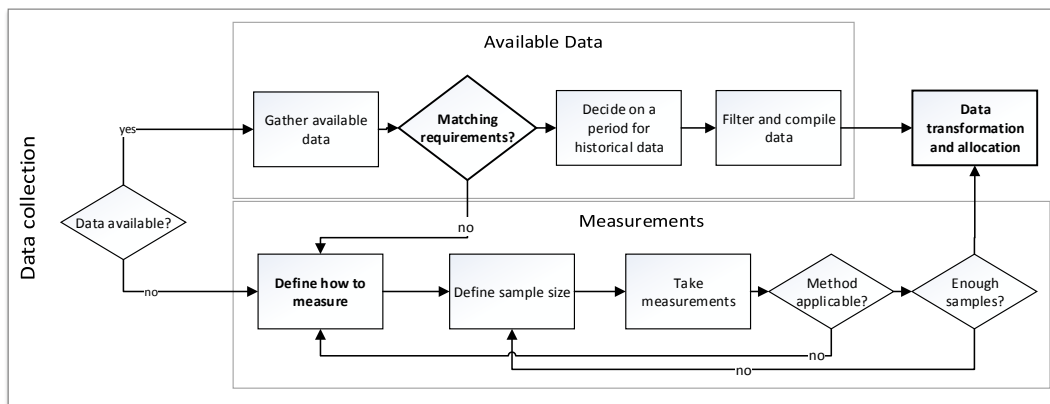 Data collection
Available Data
Data available?
yes
no
Gather available
data
Matching
requirements?
no
Decide on a
period for
historical data
Filter and compile
data
Data
transformation
and allocation
Measurements
Define how to
measure
Define sample size
Take
measurements
Method
applicable?
no
Enough
samples?
no